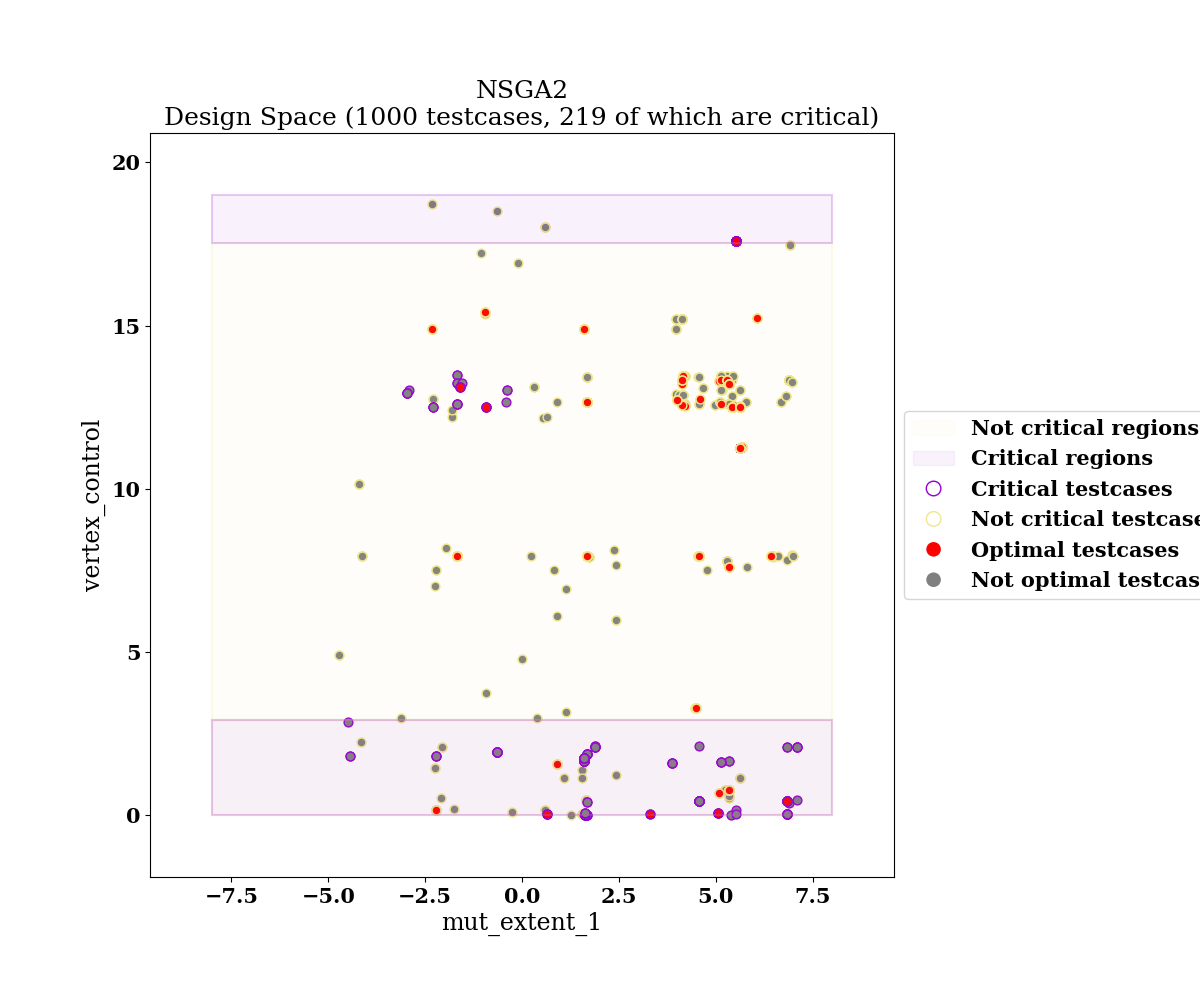 NSGA2
Design Space (1000 testcases, 219 of which are critical)
20
15
10
5
0
vertex_control
−7.5 −5.0 −2.5 0.0 2.5 5.0 7.5
mut_extent_1
Not critical regions
Critical regions
Critical testcases
Not critical testcase
Optimal testcases
Not optimal testcas